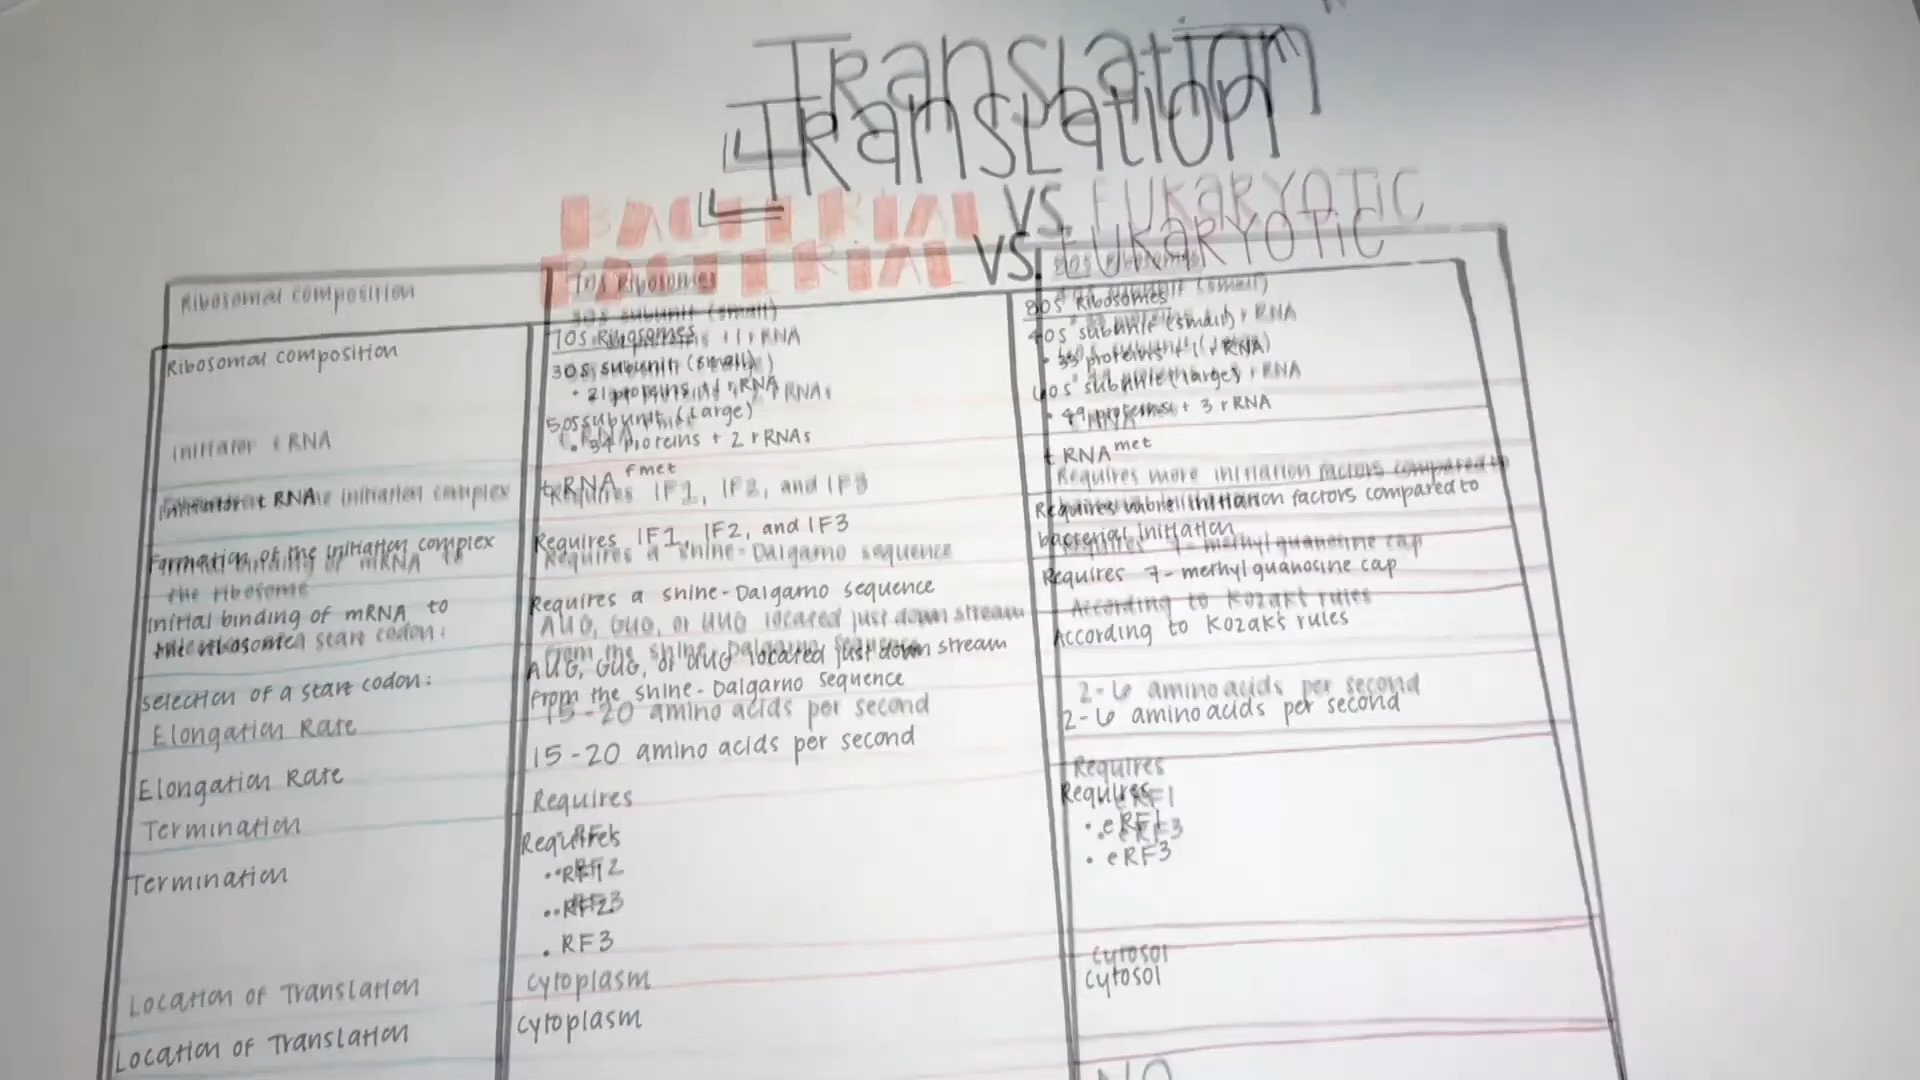 Translation
BACTERIAL VS. EUKARYOTIC
Ribosomal composition
70S Ribosomes
30S subunit (small)
• 21 proteins + 1 rRNA
50S subunit (Large)
• 34 proteins + 2 rRNAs
80S Ribosomes
40S subunit (small)
• 33 proteins + 1 rRNA
60S subunit (large)
• 49 proteins + 3 rRNA
Initiator tRNA
tRNA fmet
tRNA met
Formation of the initiation complex
Requires IF1, IF2, and IF3
Requires more initiation factors compared to
bacterial initiation
Initial binding of mRNA to
the ribosome
Requires a shine-Dalgarno sequence
Requires 7-methylguanosine cap
Selection of a start codon:
AUG, GUG, or UUG located just down stream
from the shine-Dalgarno sequence
According to Kozak's rules
Elongation Rate
15-20 amino acids per second
2-6 amino acids per second
Termination
Requires
• RF1
• RF2
• RF3
Requires
• eRF1
• eRF3
Location of Translation
cytoplasm
cytosol